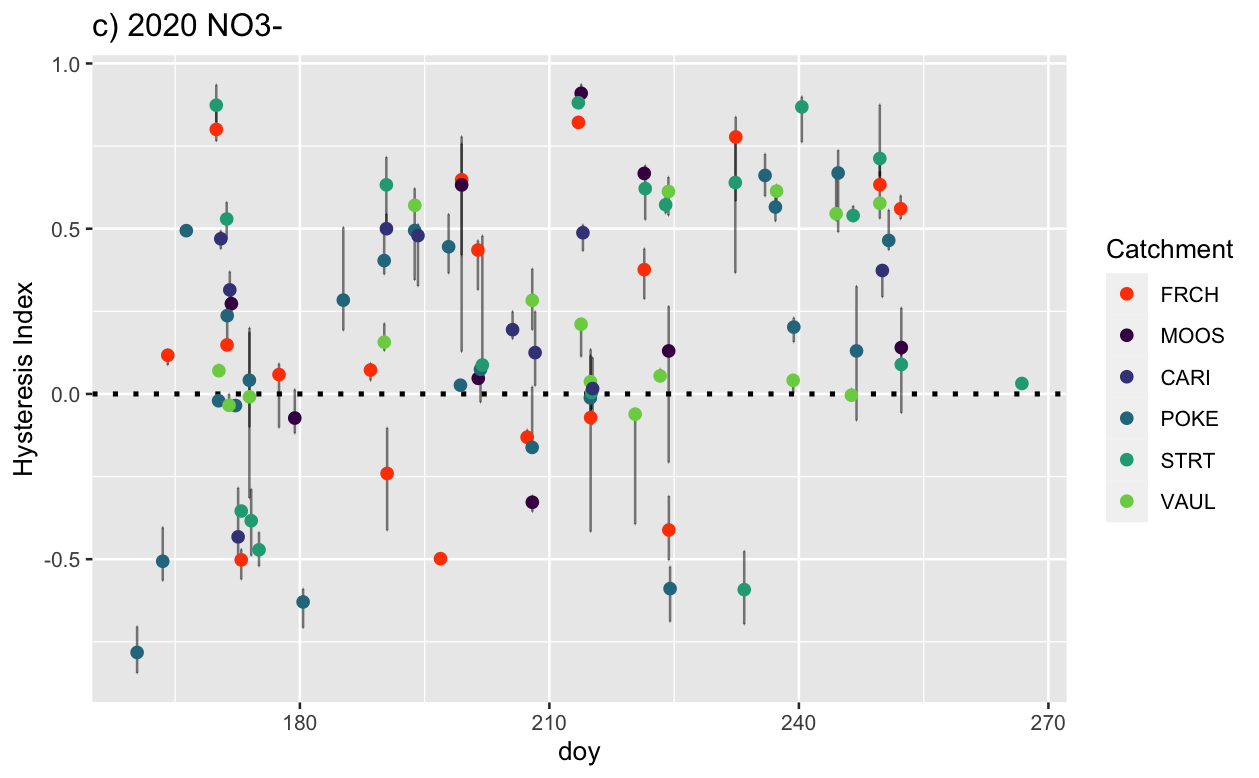 c) 2020 NO3-
1.0
0.5
0.0
-0.5
Hysteresis Index
180
210
240
270
doy
Catchment
FRCH
MOOS
CARI
POKE
STRT
VAUL